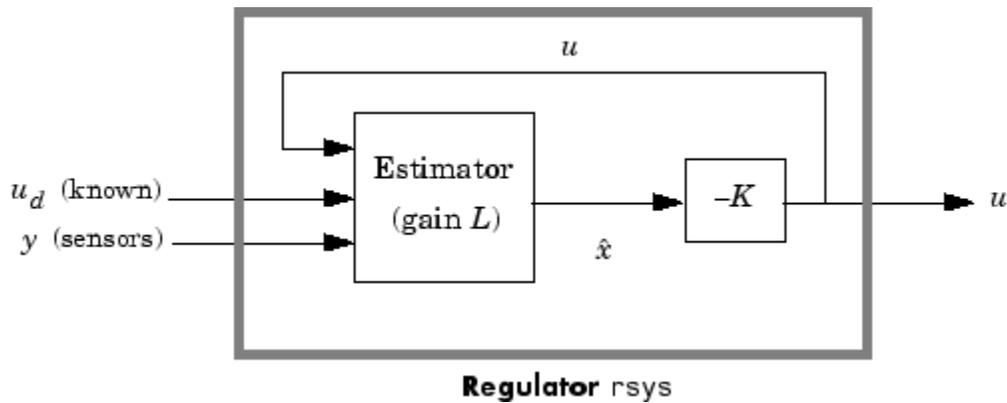 u
Estimator
(gain L)
u_d (known)
y (sensors)
x̂
–K
u
Regulator rsys